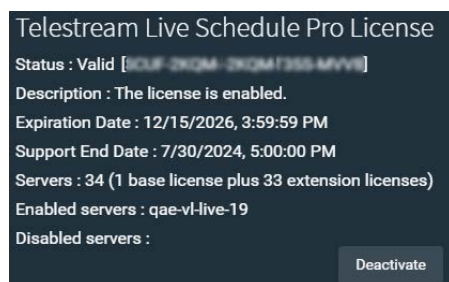 Telestream Live Schedule Pro License
Status : Valid [ ]
Description : The license is enabled.
Expiration Date : 12/15/2026, 3:59:59 PM
Support End Date : 7/30/2024, 5:00:00 PM
Servers : 34 (1 base license plus 33 extension licenses)
Enabled servers : qae-vl-live-19
Disabled servers :
Deactivate